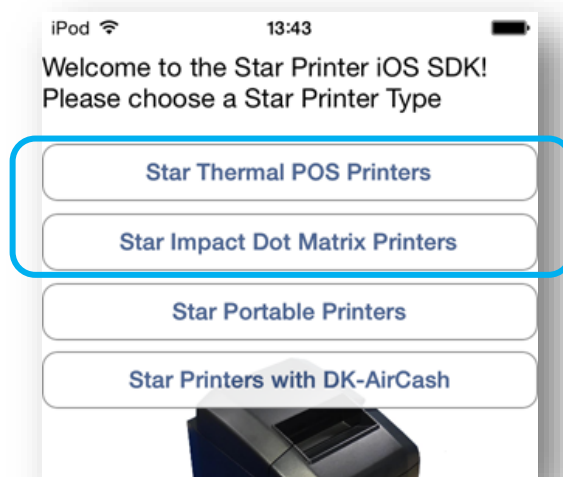 iPod 13:43
Welcome to the Star Printer iOS SDK!
Please choose a Star Printer Type
Star Thermal POS Printers
Star Impact Dot Matrix Printers
Star Portable Printers
Star Printers with DK-AirCash